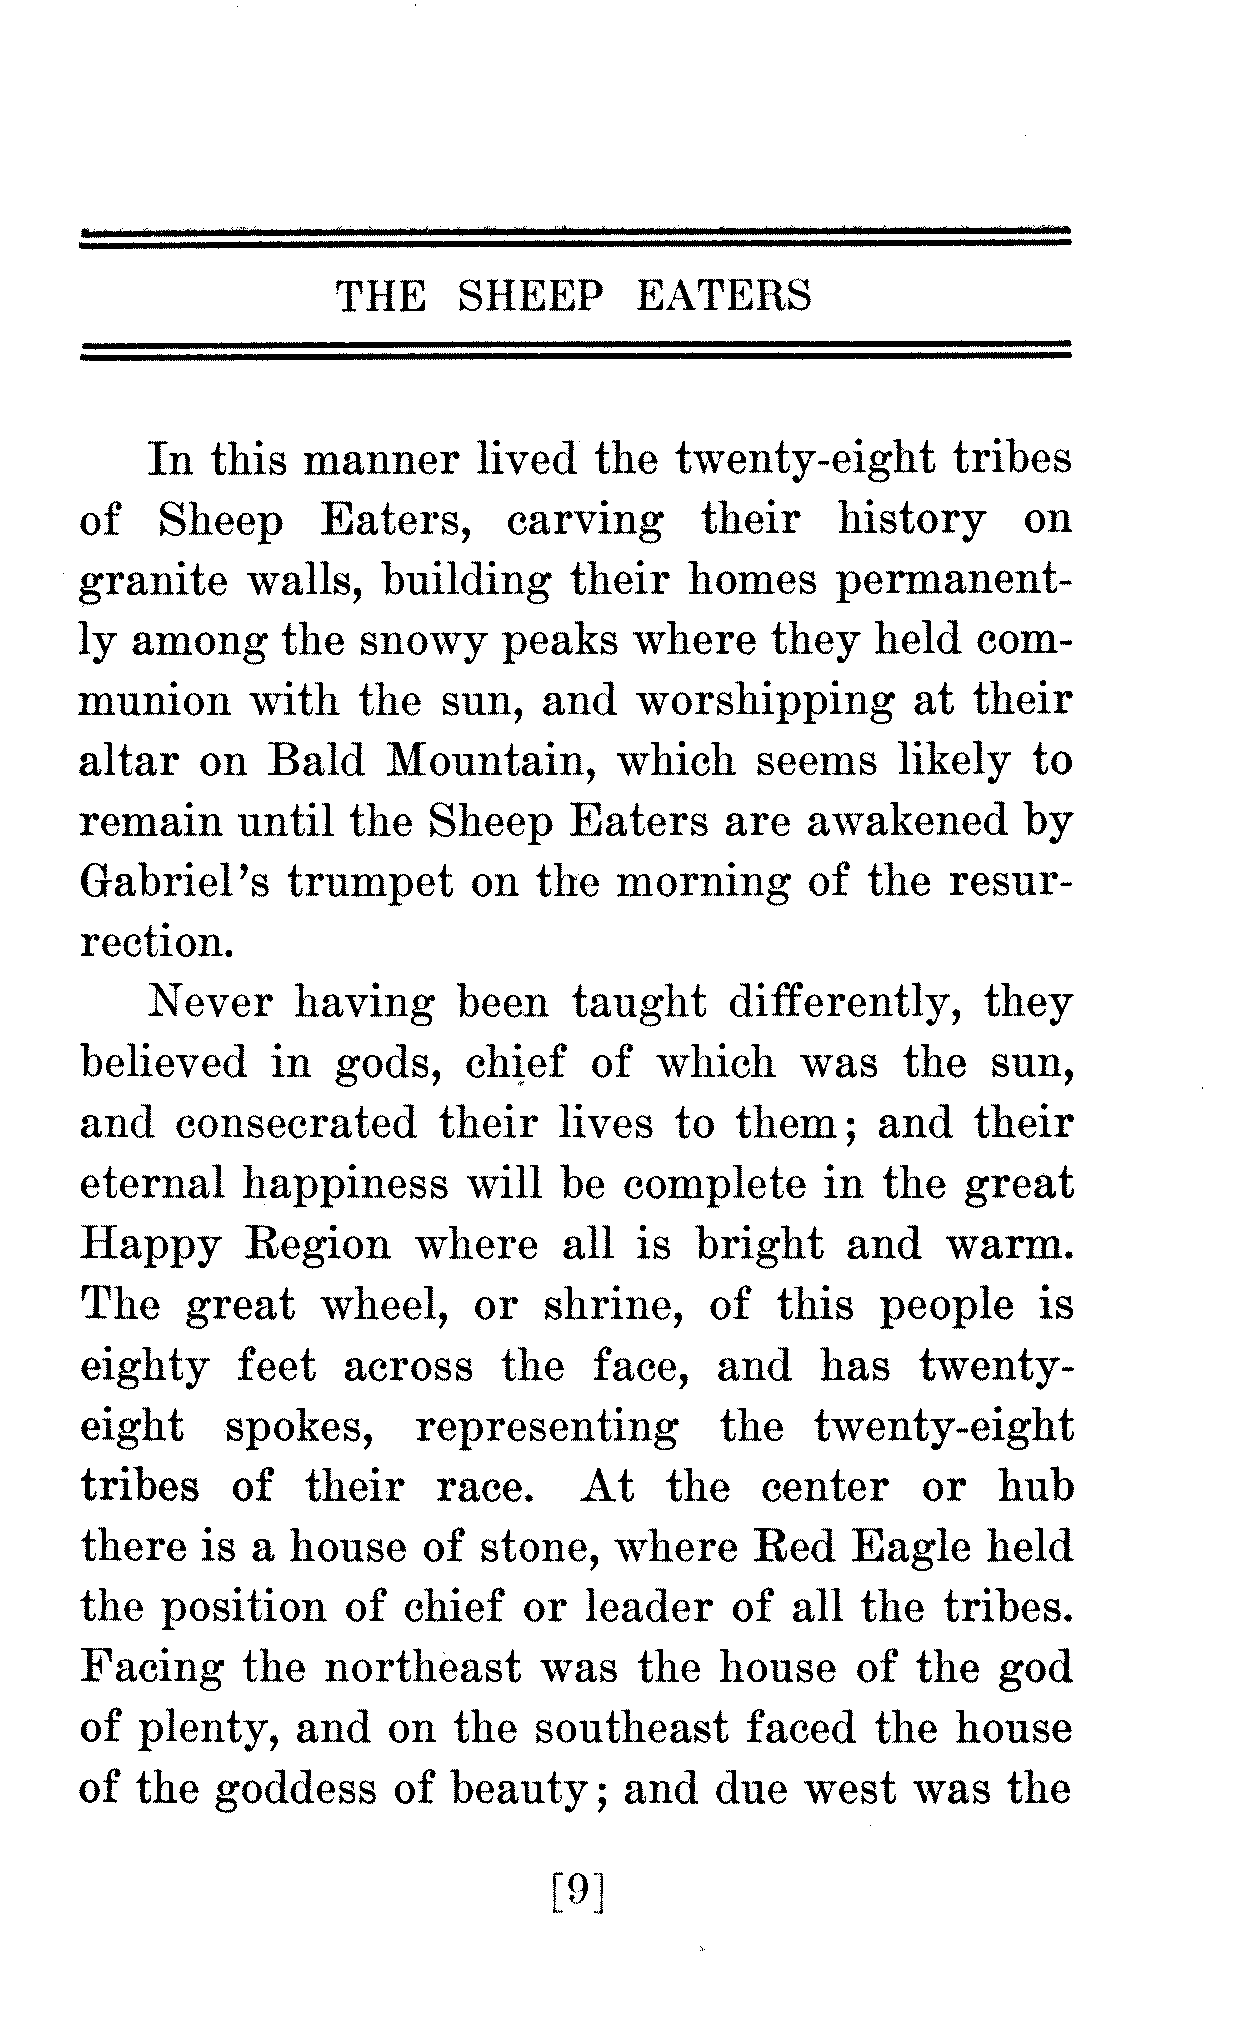 THE SHEEP EATERS
In this manner lived the twenty-eight tribes
of Sheep Eaters, carving their history on
granite walls, building their homes permanent-
ly among the snowy peaks where they held com-
munion with the sun, and worshipping at their
altar on Bald Mountain, which seems likely to
remain until the Sheep Eaters are awakened by
Gabriel's trumpet on the morning of the resur-
rection.
Never having been taught differently, they
believed in gods, chief of which was the sun,
and consecrated their lives to them; and their
eternal happiness will be complete in the great
Happy Region where all is bright and warm.
The great wheel, or shrine, of this people is
eighty feet across the face, and has twenty-
eight spokes, representing the twenty-eight
tribes of their race. At the center or hub
there is a house of stone, where Red Eagle held
the position of chief or leader of all the tribes.
Facing the northeast was the house of the god
of plenty, and on the southeast faced the house
of the goddess of beauty; and due west was the
[9]